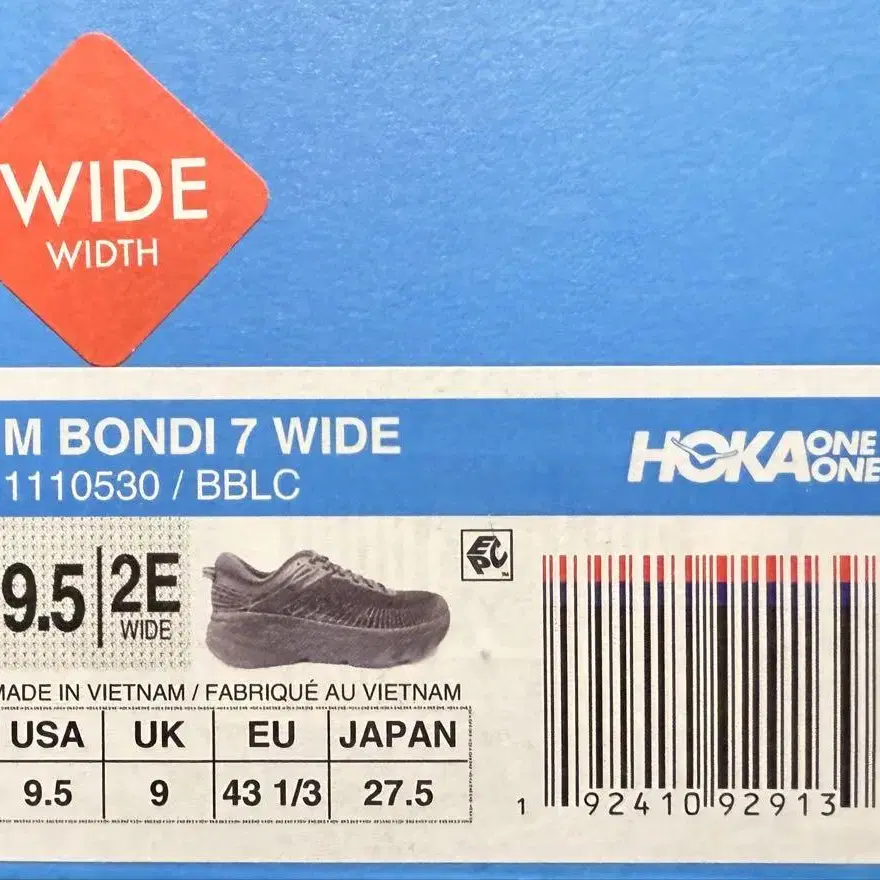 WIDE
WIDTH
M BONDI 7 WIDE
1110530 / BBLC
HOKA ONE ONE
9.5 2E
WIDE
EPC
MADE IN VIETNAM / FABRIQUÉ AU VIETNAM
USA UK EU JAPAN
9.5 9 43 1/3 27.5
1 92410 92913